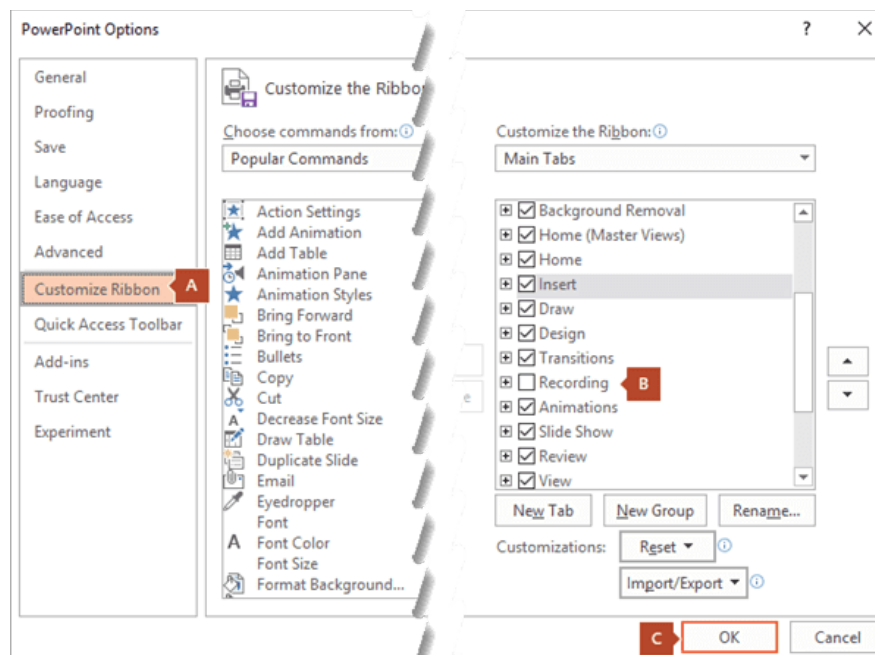 PowerPoint Options
?
General
Proofing
Save
Language
Ease of Access
Advanced
Customize Ribbon
A
Quick Access Toolbar
Add-ins
Trust Center
Experiment
Customize the Ribbo
Choose commands from:
Popular Commands
Action Settings
Add Animation
Add Table
Animation Pane
Animation Styles
Bring Forward
Bring to Front
Bullets
Copy
Cut
Decrease Font Size
Draw Table
Duplicate Slide
Email
Eyedropper
Font
Font Color
Font Size
Format Background...
e
Customize the Ribbon:
Main Tabs
Background Removal
Home (Master Views)
Home
Insert
Draw
Design
Transitions
Recording
B
Animations
Slide Show
Review
View
New Tab
New Group
Rename...
Customizations:
Reset
Import/Export
C
OK
Cancel